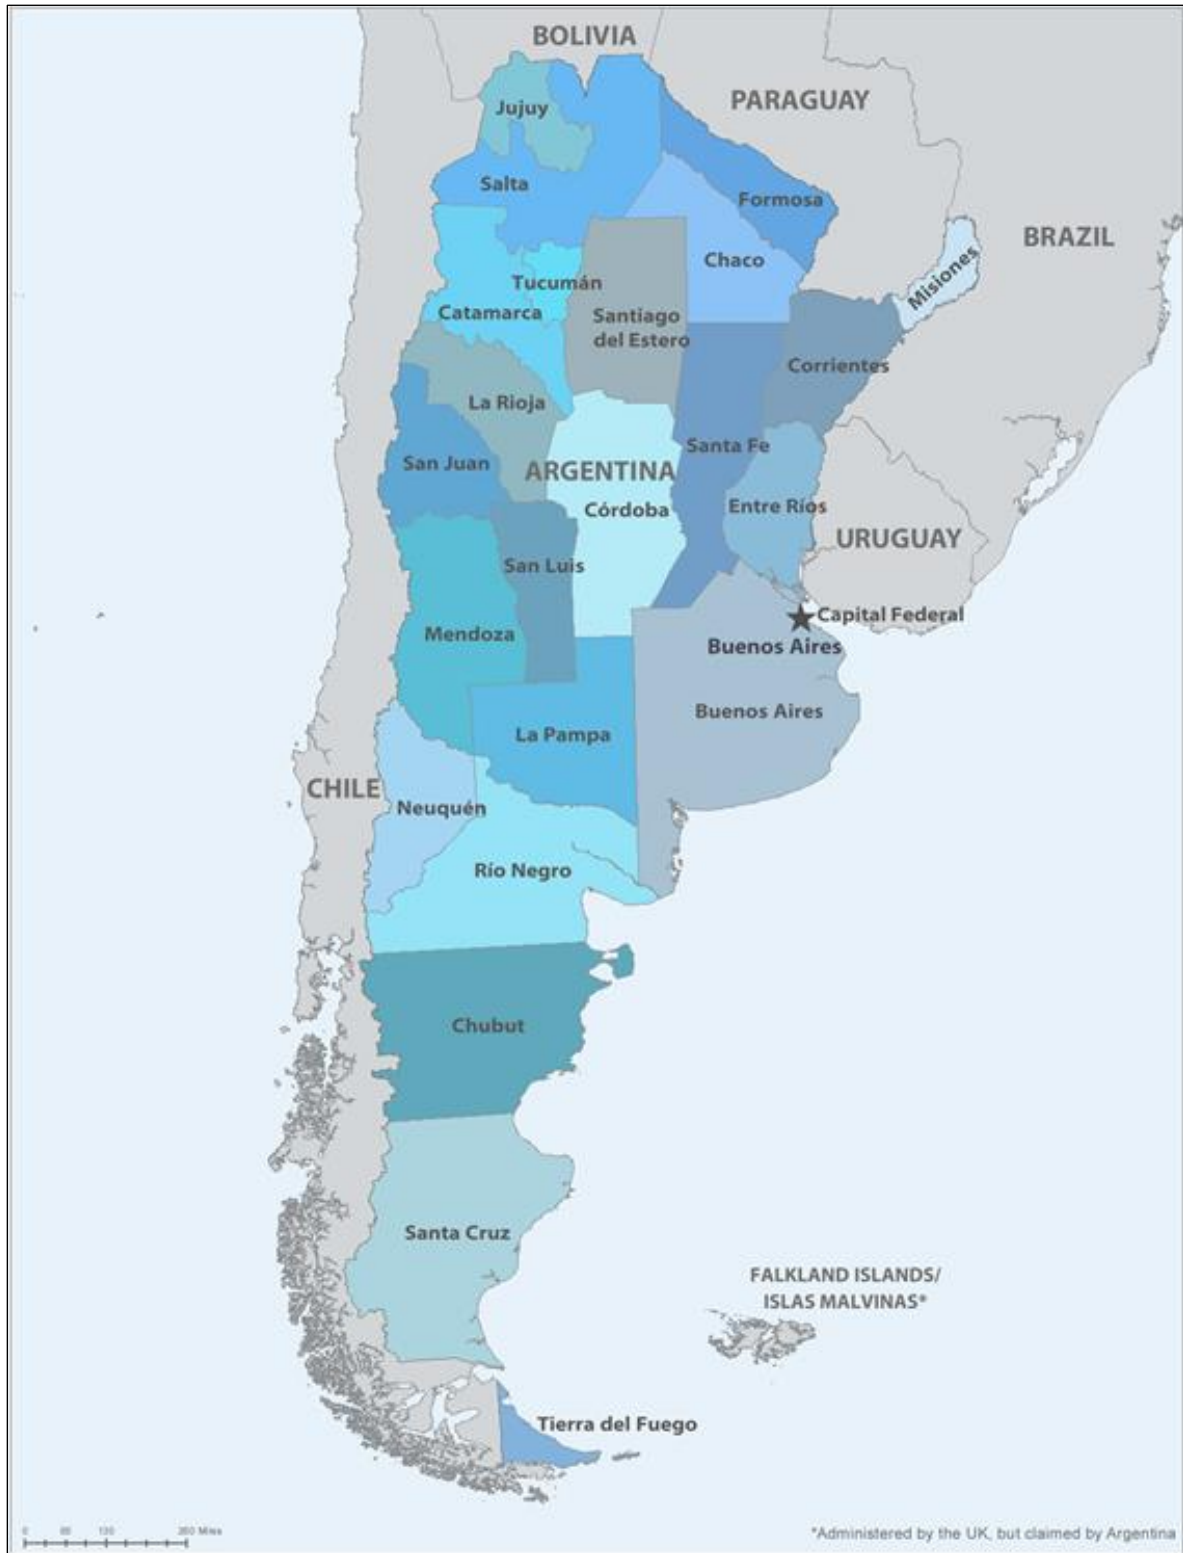 BOLIVIA
PARAGUAY
Jujuy
Salta
Formosa
BRAZIL
Chaco
Misiones
Tucumán
Catamarca
Santiago
del Estero
Corrientes
La Rioja
Santa Fe
San Juan
ARGENTINA
Córdoba
Entre Ríos
URUGUAY
San Luis
Capital Federal
Mendoza
Buenos Aires
Buenos Aires
La Pampa
CHILE
Neuquén
Río Negro
Chubut
Santa Cruz
FALKLAND ISLANDS/
ISLAS MALVINAS*
Tierra del Fuego
*Administered by the UK, but claimed by Argentina